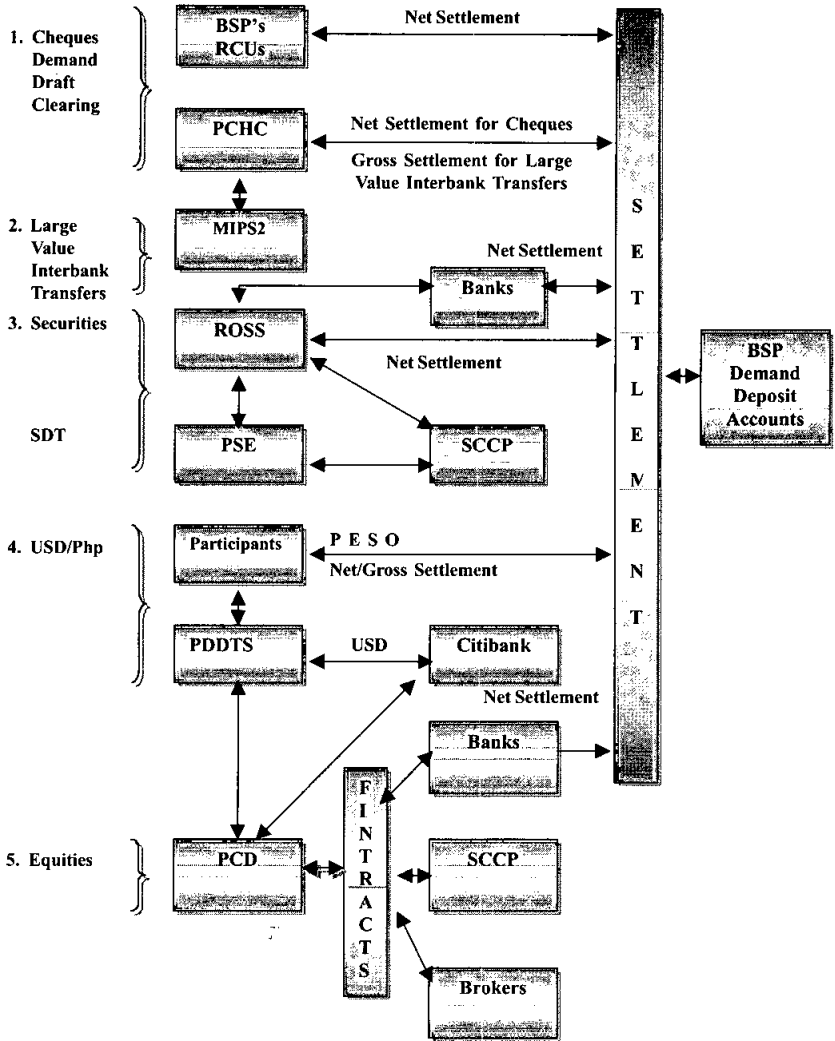 1. Cheques
Demand
Draft
Clearing
BSP's
RCUs
Net Settlement
PCHC
Net Settlement for Cheques
Gross Settlement for Large
Value Interbank Transfers
2. Large
Value
Interbank
Transfers
MIPS2
Net Settlement
Banks
3. Securities
ROSS
Net Settlement
SDT
PSE
SCCP
SETTLEMENT
BSP
Demand
Deposit
Accounts
4. USD/Php
Participants
PESO
Net/Gross Settlement
PDDTS
USD
Citibank
Net Settlement
Banks
FINTRACTS
5. Equities
PCD
SCCP
Brokers